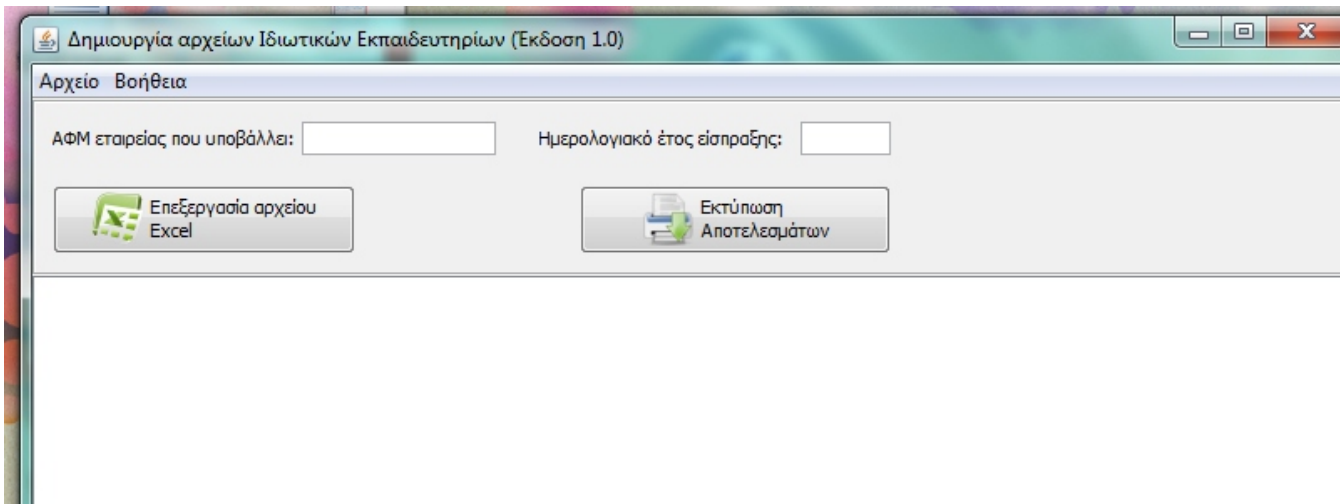 Δημιουργία αρχείων Ιδιωτικών Εκπαιδευτηρίων (Έκδοση 1.0)
Αρχείο Βοήθεια
ΑΦΜ εταιρείας που υποβάλλει: Ημερολογιακό έτος είσπραξης:
Επεξεργασία αρχείου
Excel
Εκτύπωση
Αποτελεσμάτων